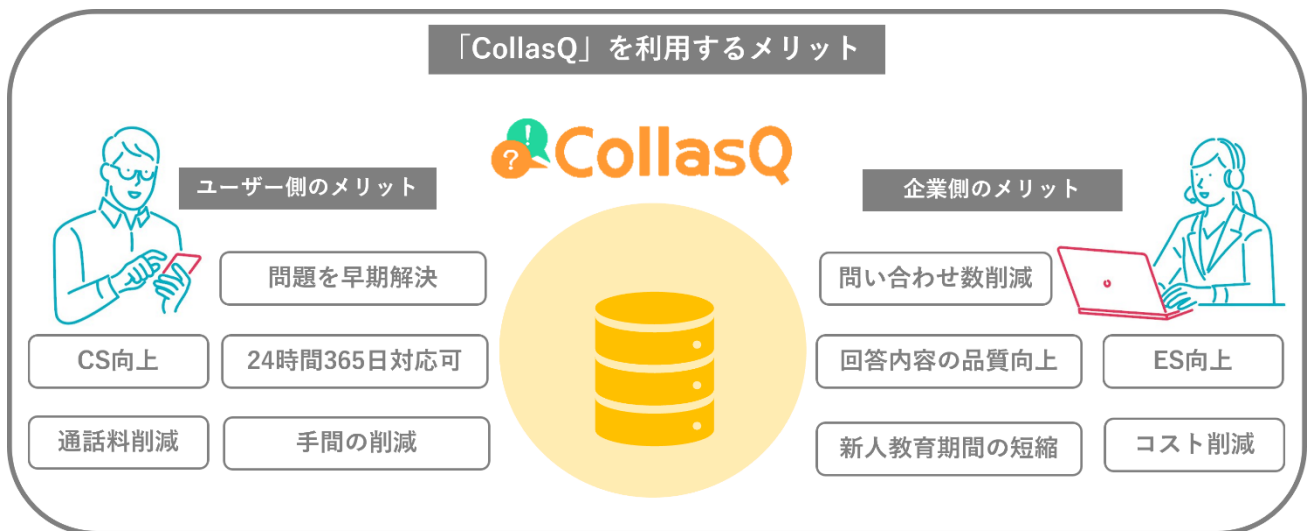 「CollasQ」を利用するメリット
!
?
CollasQ
ユーザー側のメリット
問題を早期解決
CS向上
24時間365日対応可
通話料削減
手間の削減
企業側のメリット
問い合わせ数削減
回答内容の品質向上
ES向上
新人教育期間の短縮
コスト削減